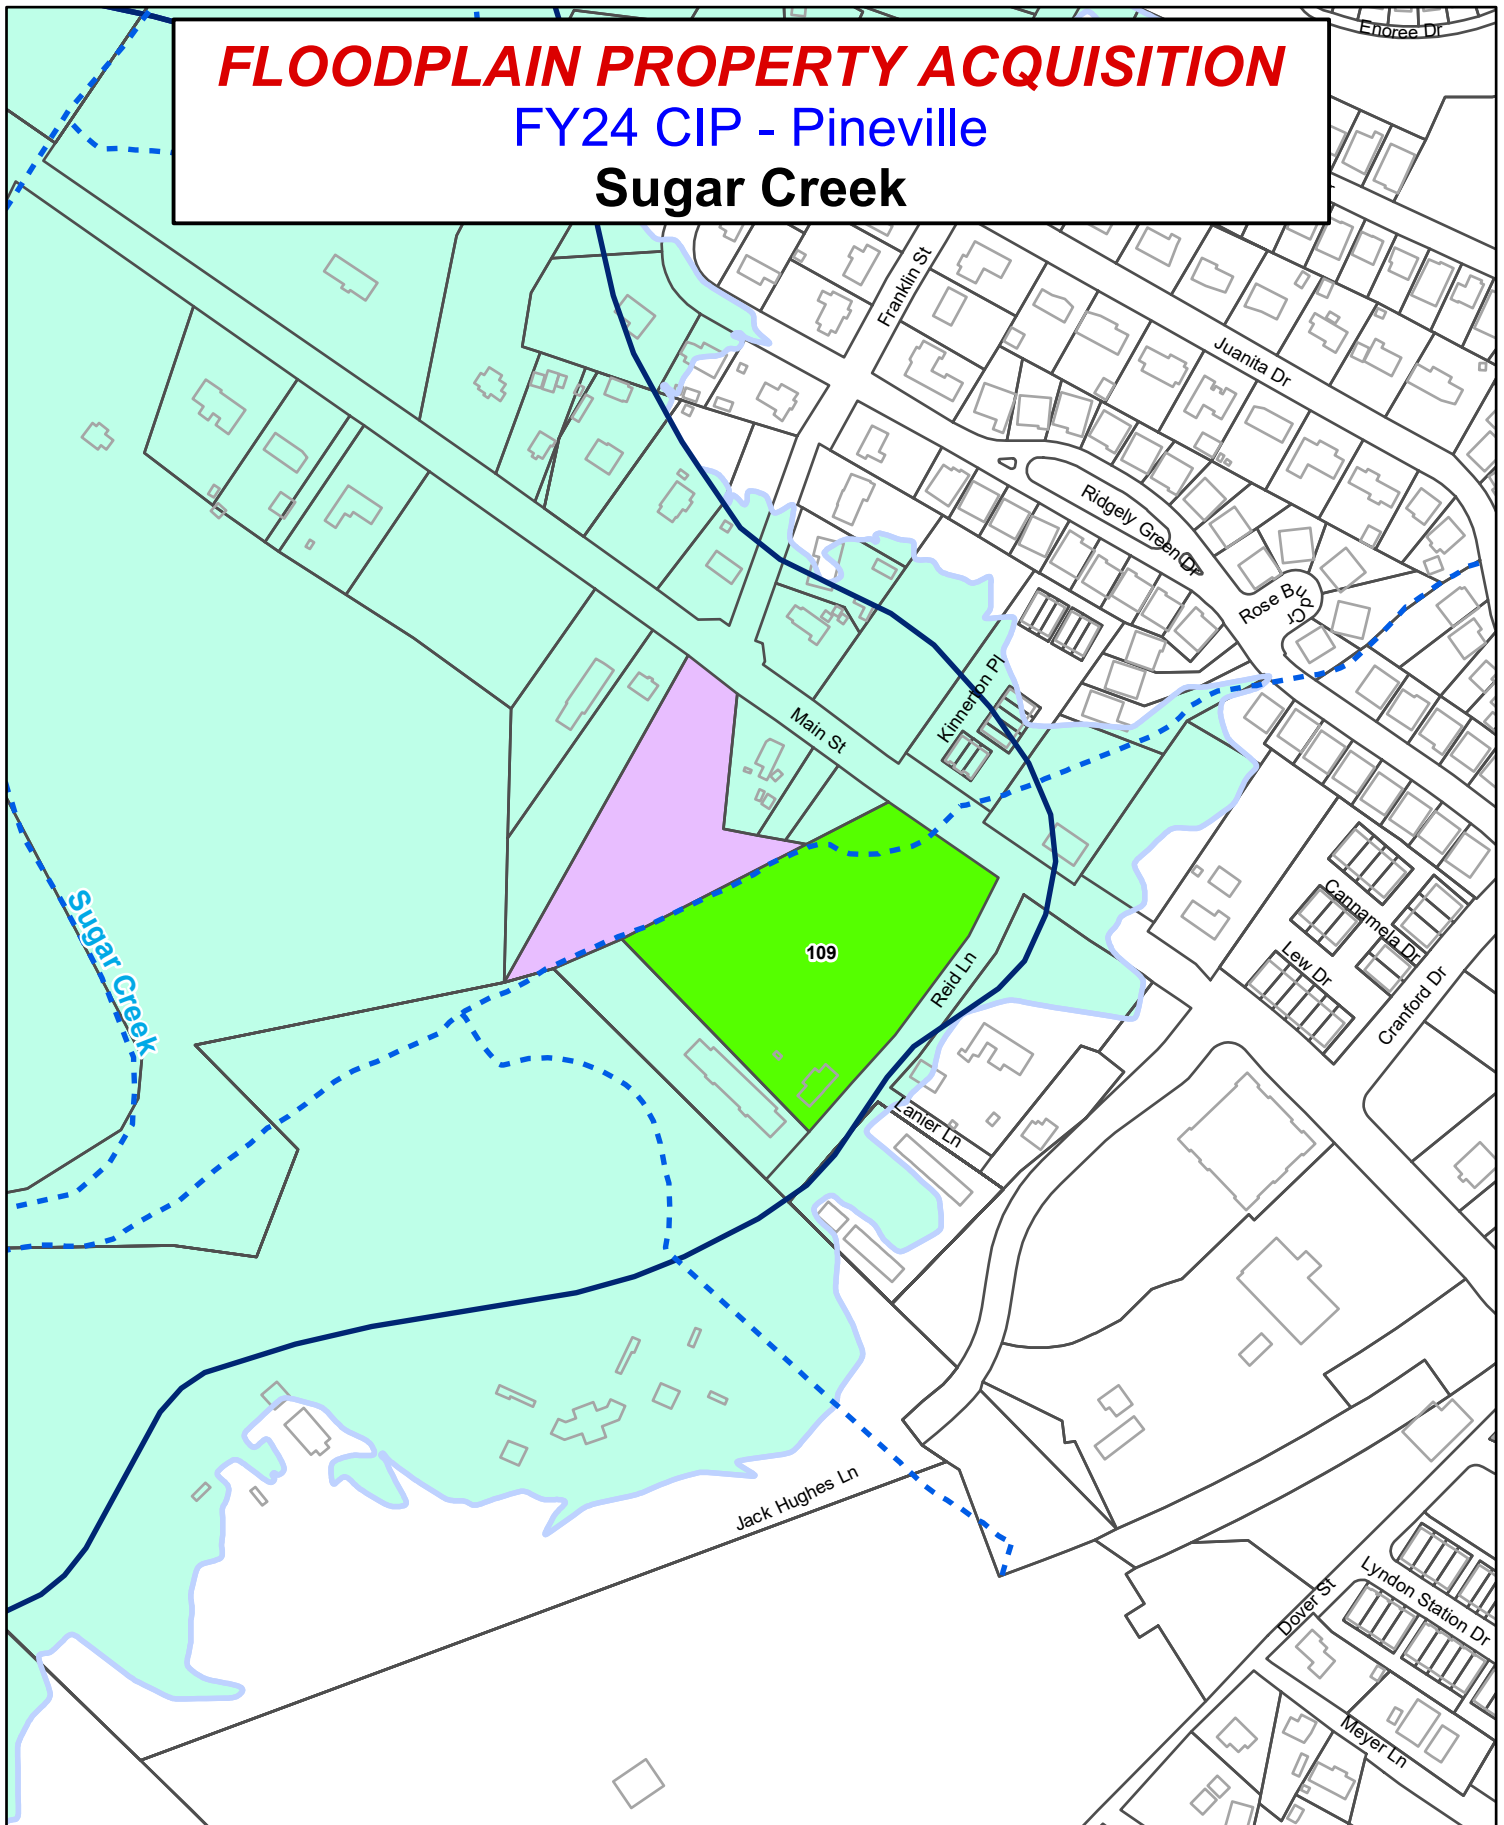 FLOODPLAIN PROPERTY ACQUISITION
FY24 CIP - Pineville
Sugar Creek
Enoree Dr
Franklin St
Juanita Dr
Ridgely Green Dr
Rose Bud Cr
Kinnerton Pl
Main St
Cannamela Dr
Lew Dr
Cranford Dr
Sugar Creek
109
Reid Ln
Lanier Ln
Jack Hughes Ln
Lyndon Station Dr
Dover St
Meyer Ln